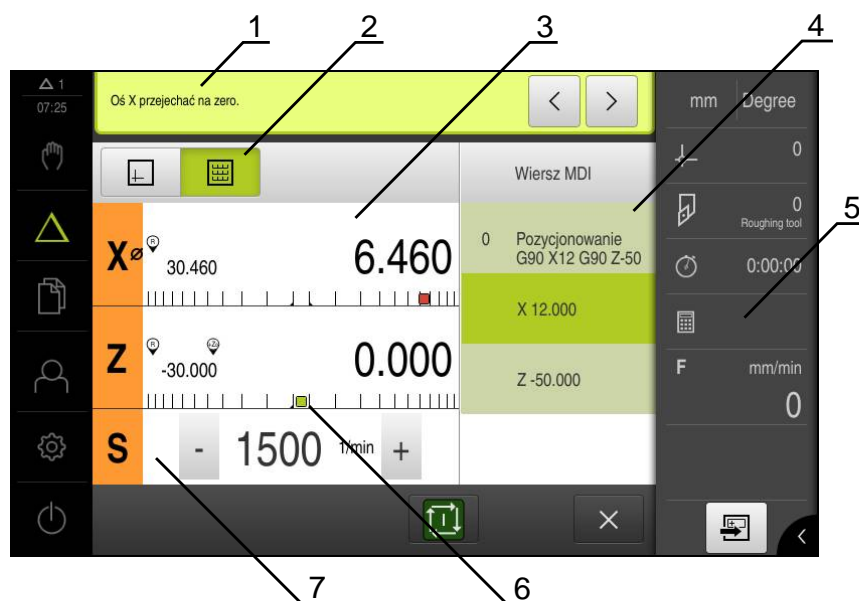 1
2
3
4
1
07:25
Oś X przejechać na zero.
mm Degree
0
Wiersz MDI
0
Roughing tool
5
X ø
R
30.460
6.460
0 Pozycjonowanie
G90 X12 G90 Z-50
0:00:00
X 12.000
Z
R
-30.000
0.000
Z -50.000
F mm/min
0
S
- 1500 1/min +
I
7
6